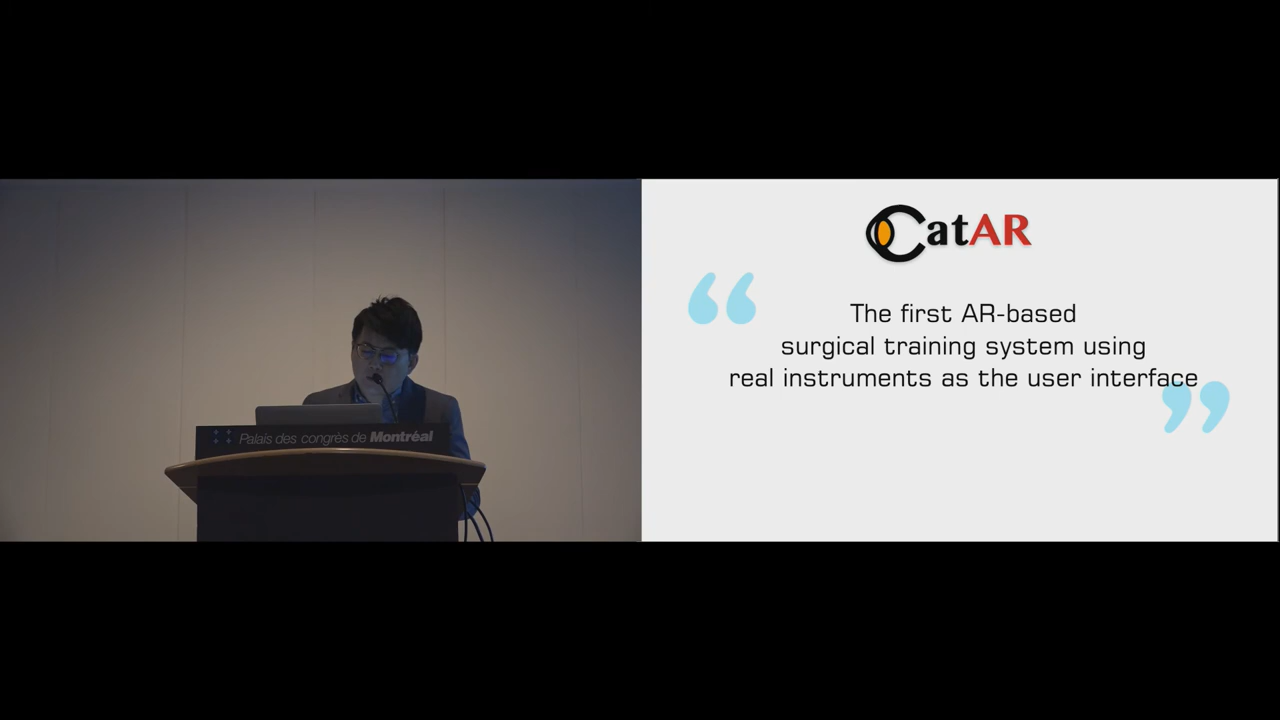 Palais des congrès de Montréal
CatAR
“
The first AR-based
surgical training system using
real instruments as the user interface
”